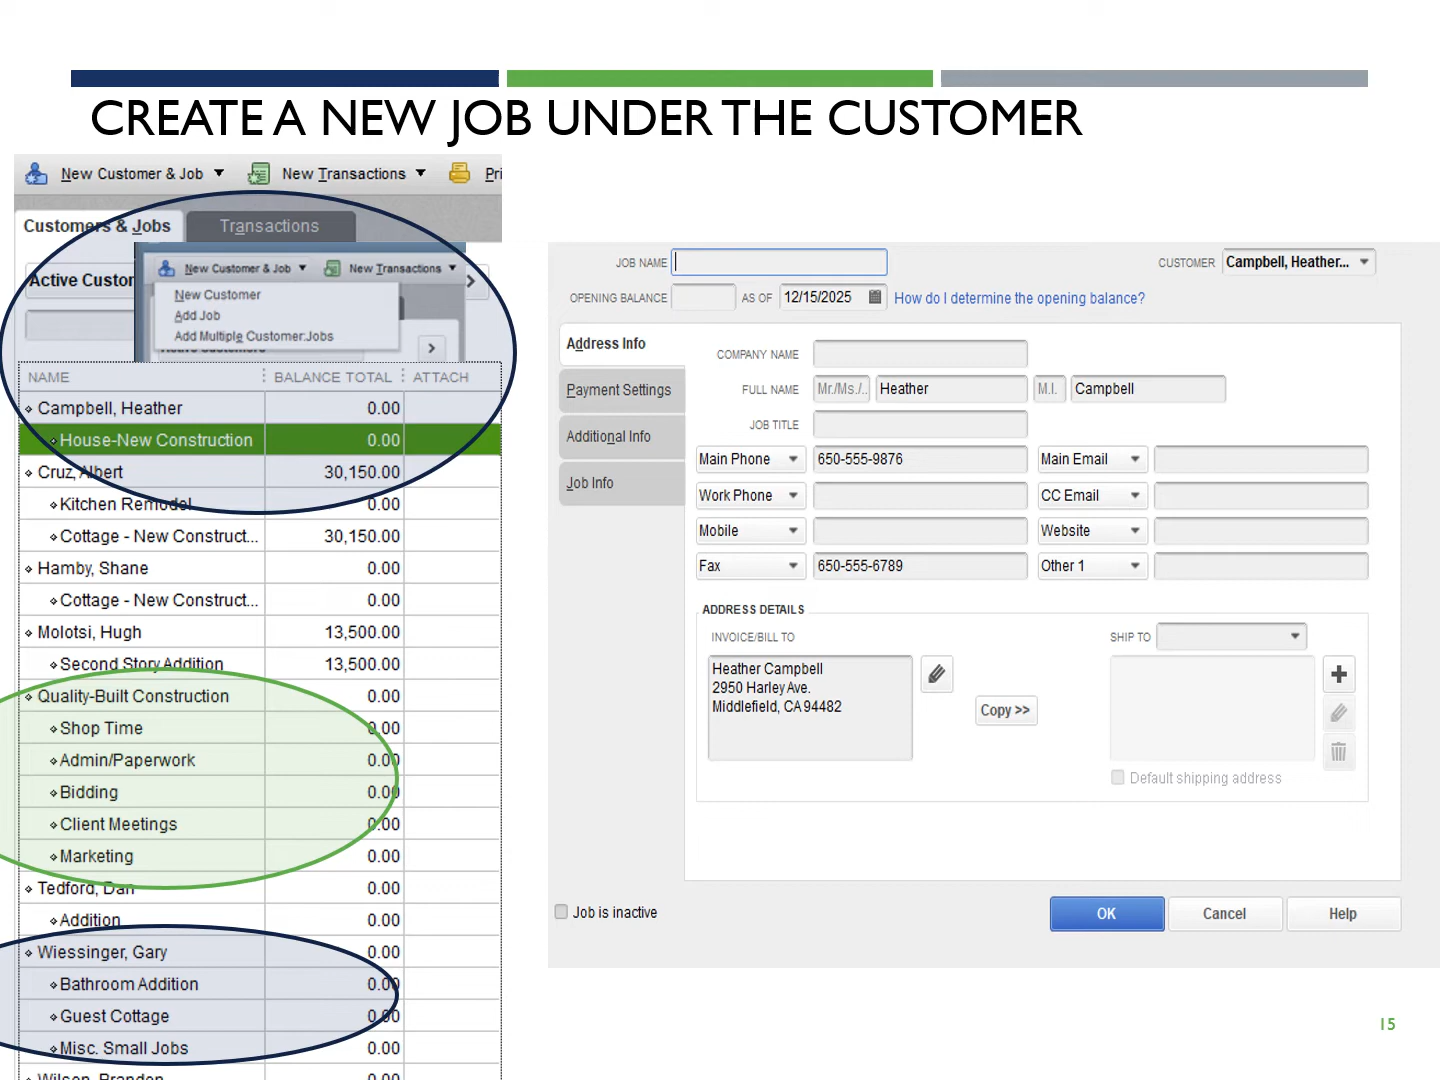 CREATE A NEW JOB UNDER THE CUSTOMER
New Customer & Job
New Transactions
Pri
Customers & Jobs
Transactions
Active Custor
New Customer & Job
New Transactions
New Customer
Add Job
Add Multiple Customer:Jobs
NAME BALANCE TOTAL ATTACH
Campbell, Heather 0.00
House-New Construction 0.00
Cruz, Albert 30,150.00
Kitchen Remodel 0.00
Cottage - New Construct... 30,150.00
Hamby, Shane 0.00
Cottage - New Construct... 0.00
Molotsi, Hugh 13,500.00
Second Story Addition 13,500.00
Quality-Built Construction 0.00
Shop Time 0.00
Admin/Paperwork 0.00
Bidding 0.00
Client Meetings 0.00
Marketing 0.00
Tedford, Dan 0.00
Addition 0.00
Wiessinger, Gary 0.00
Bathroom Addition 0.00
Guest Cottage 0.00
Misc. Small Jobs 0.00
Wilson, Brandon 0.00
JOB NAME
CUSTOMER Campbell, Heather...
OPENING BALANCE AS OF 12/15/2025 How do I determine the opening balance?
Address Info
Payment Settings
Additional Info
Job Info
COMPANY NAME
FULL NAME Mr./Ms./.. Heather M.I. Campbell
JOB TITLE
Main Phone 650-555-9876 Main Email
Work Phone CC Email
Mobile Website
Fax 650-555-6789 Other 1
ADDRESS DETAILS
INVOICE/BILL TO
SHIP TO
Heather Campbell
2950 Harley Ave.
Middlefield, CA 94482
Copy >>
Default shipping address
Job is inactive
OK Cancel Help
15